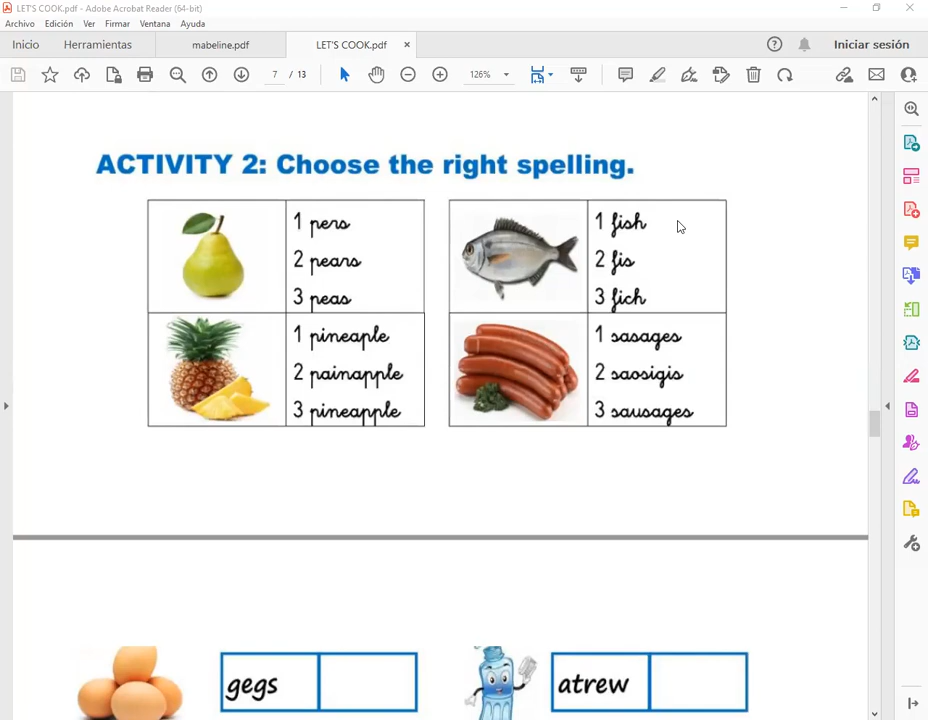 LET'S COOK.pdf - Adobe Acrobat Reader (64-bit)
Archivo Edición Ver Firmar Ventana Ayuda
Inicio Herramientas mabeline.pdf LET'S COOK.pdf × Iniciar sesión
7 / 13 126%
ACTIVITY 2: Choose the right spelling.
1 pers
2 pears
3 peas
1 fish
2 fis
3 fich
1 pineaple
2 painapple
3 pineapple
1 sasages
2 saosigis
3 sausages
gegs
atrew